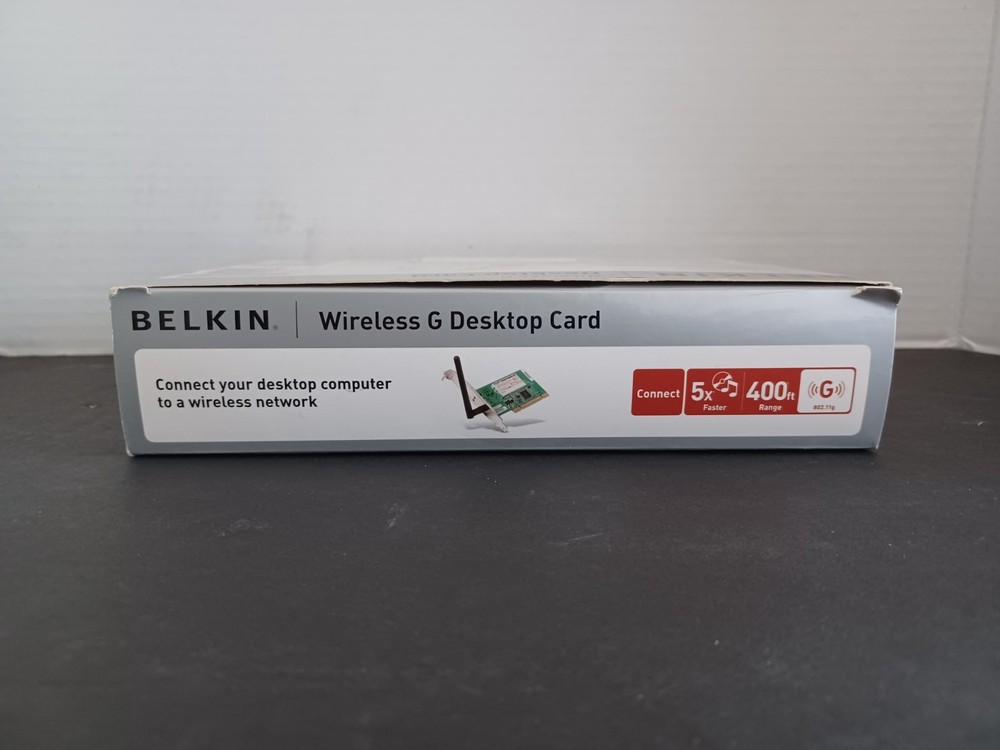 BELKIN
Wireless G Desktop Card
Connect your desktop computer
to a wireless network
Connect
5x
Faster
400ft
Range
G
802.11g